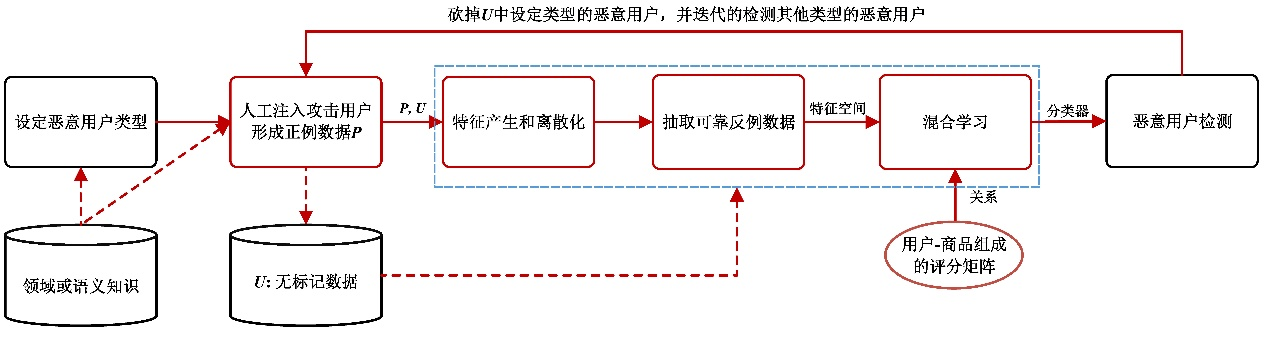 砍掉U中设定类型的恶意用户，并迭代的检测其他类型的恶意用户
设定恶意用户类型
人工注入攻击用户
形成正例数据P
P, U
特征产生和离散化
抽取可靠反例数据
特征空间
混合学习
分类器
恶意用户检测
关系
领域或语义知识
U: 无标记数据
用户-商品组成
的评分矩阵